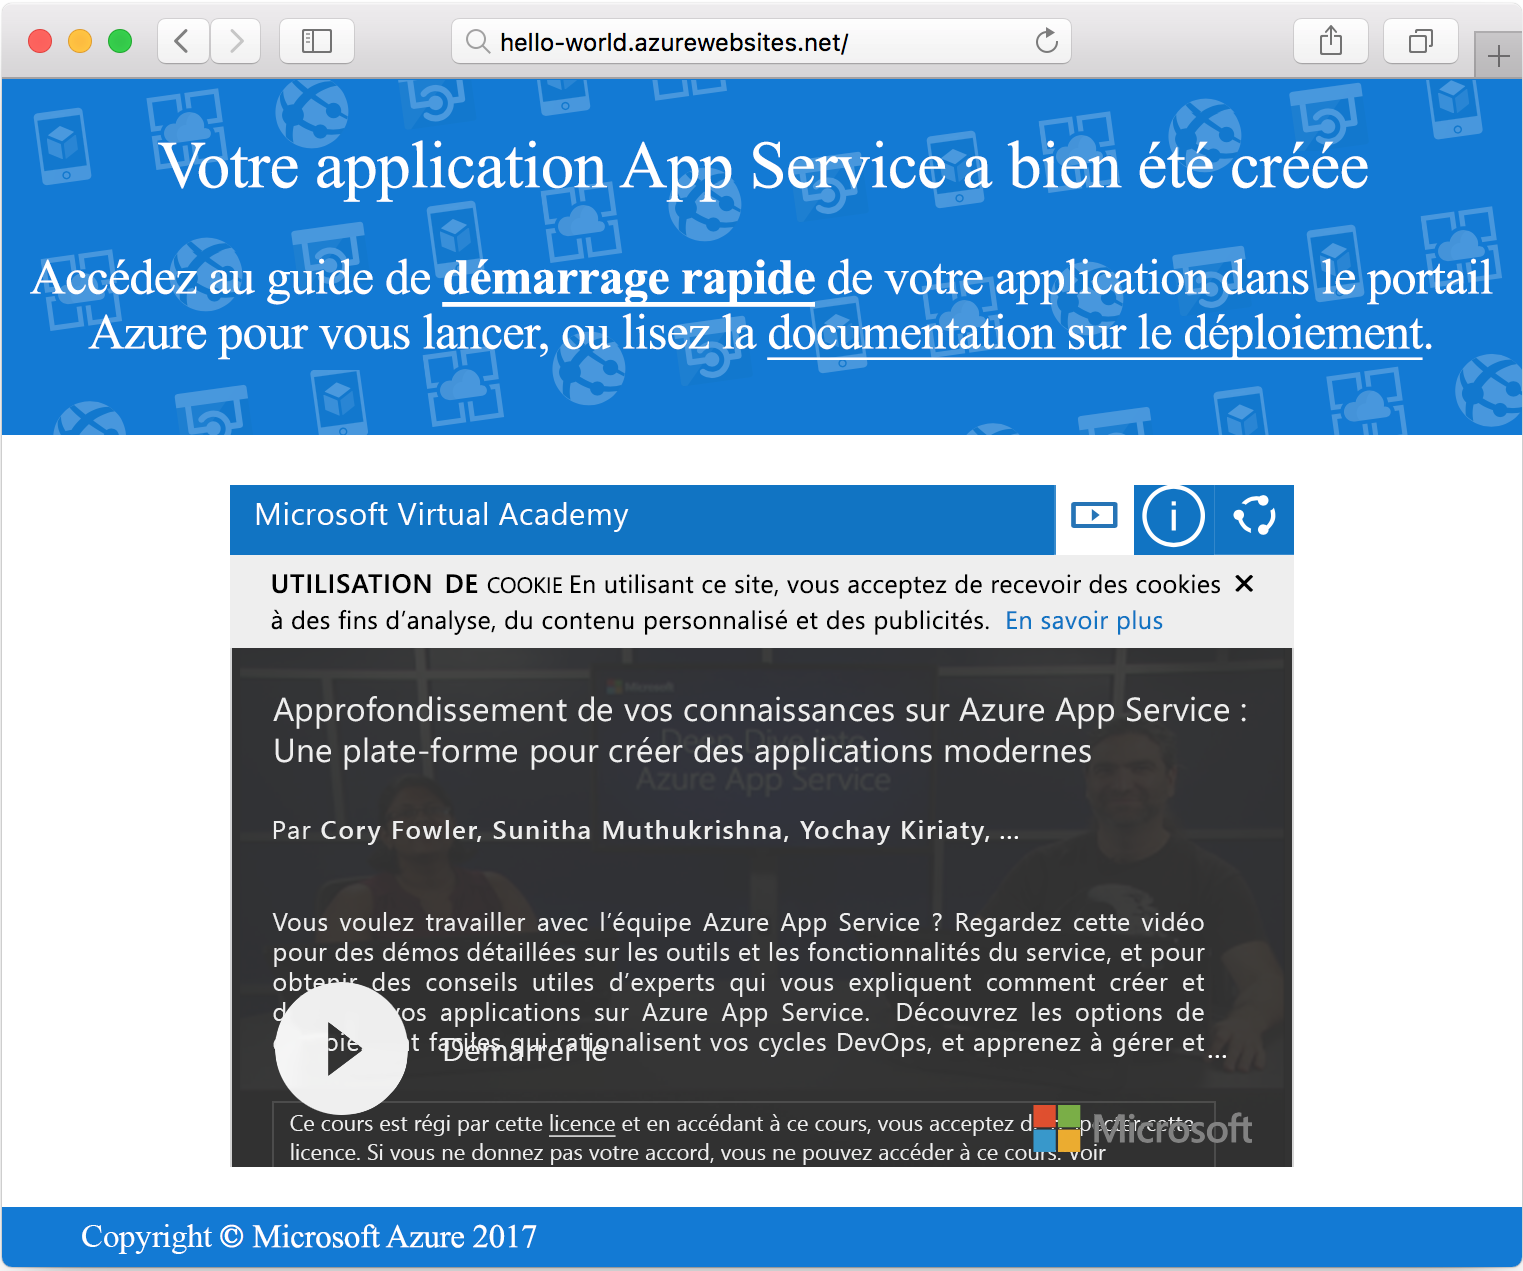 hello-world.azurewebsites.net/
Votre application App Service a bien été créée
Accédez au guide de démarrage rapide de votre application dans le portail
Azure pour vous lancer, ou lisez la documentation sur le déploiement.
Microsoft Virtual Academy
UTILISATION DE COOKIE En utilisant ce site, vous acceptez de recevoir des cookies
à des fins d’analyse, du contenu personnalisé et des publicités. En savoir plus
Microsoft
Approfondissement de vos connaissances sur Azure App Service :
Deep Dive into
Une plate-forme pour créer des applications modernes
Azure App Service
Par Cory Fowler, Sunitha Muthukrishna, Yochay Kiriaty, ...
Vous voulez travailler avec l’équipe Azure App Service ? Regardez cette vidéo
pour des démos détaillées sur les outils et les fonctionnalités du service, et pour
obtenir des conseils utiles d’experts qui vous expliquent comment créer et
vos applications sur Azure App Service. Découvrez les options de
faciles qui rationalisent vos cycles DevOps, et apprenez à gérer et...
Démarrer le
Ce cours est régi par cette licence et en accédant à ce cours, vous acceptez de respecter cette
licence. Si vous ne donnez pas votre accord, vous ne pouvez accéder à ce cours. Voir
Microsoft
Copyright © Microsoft Azure 2017